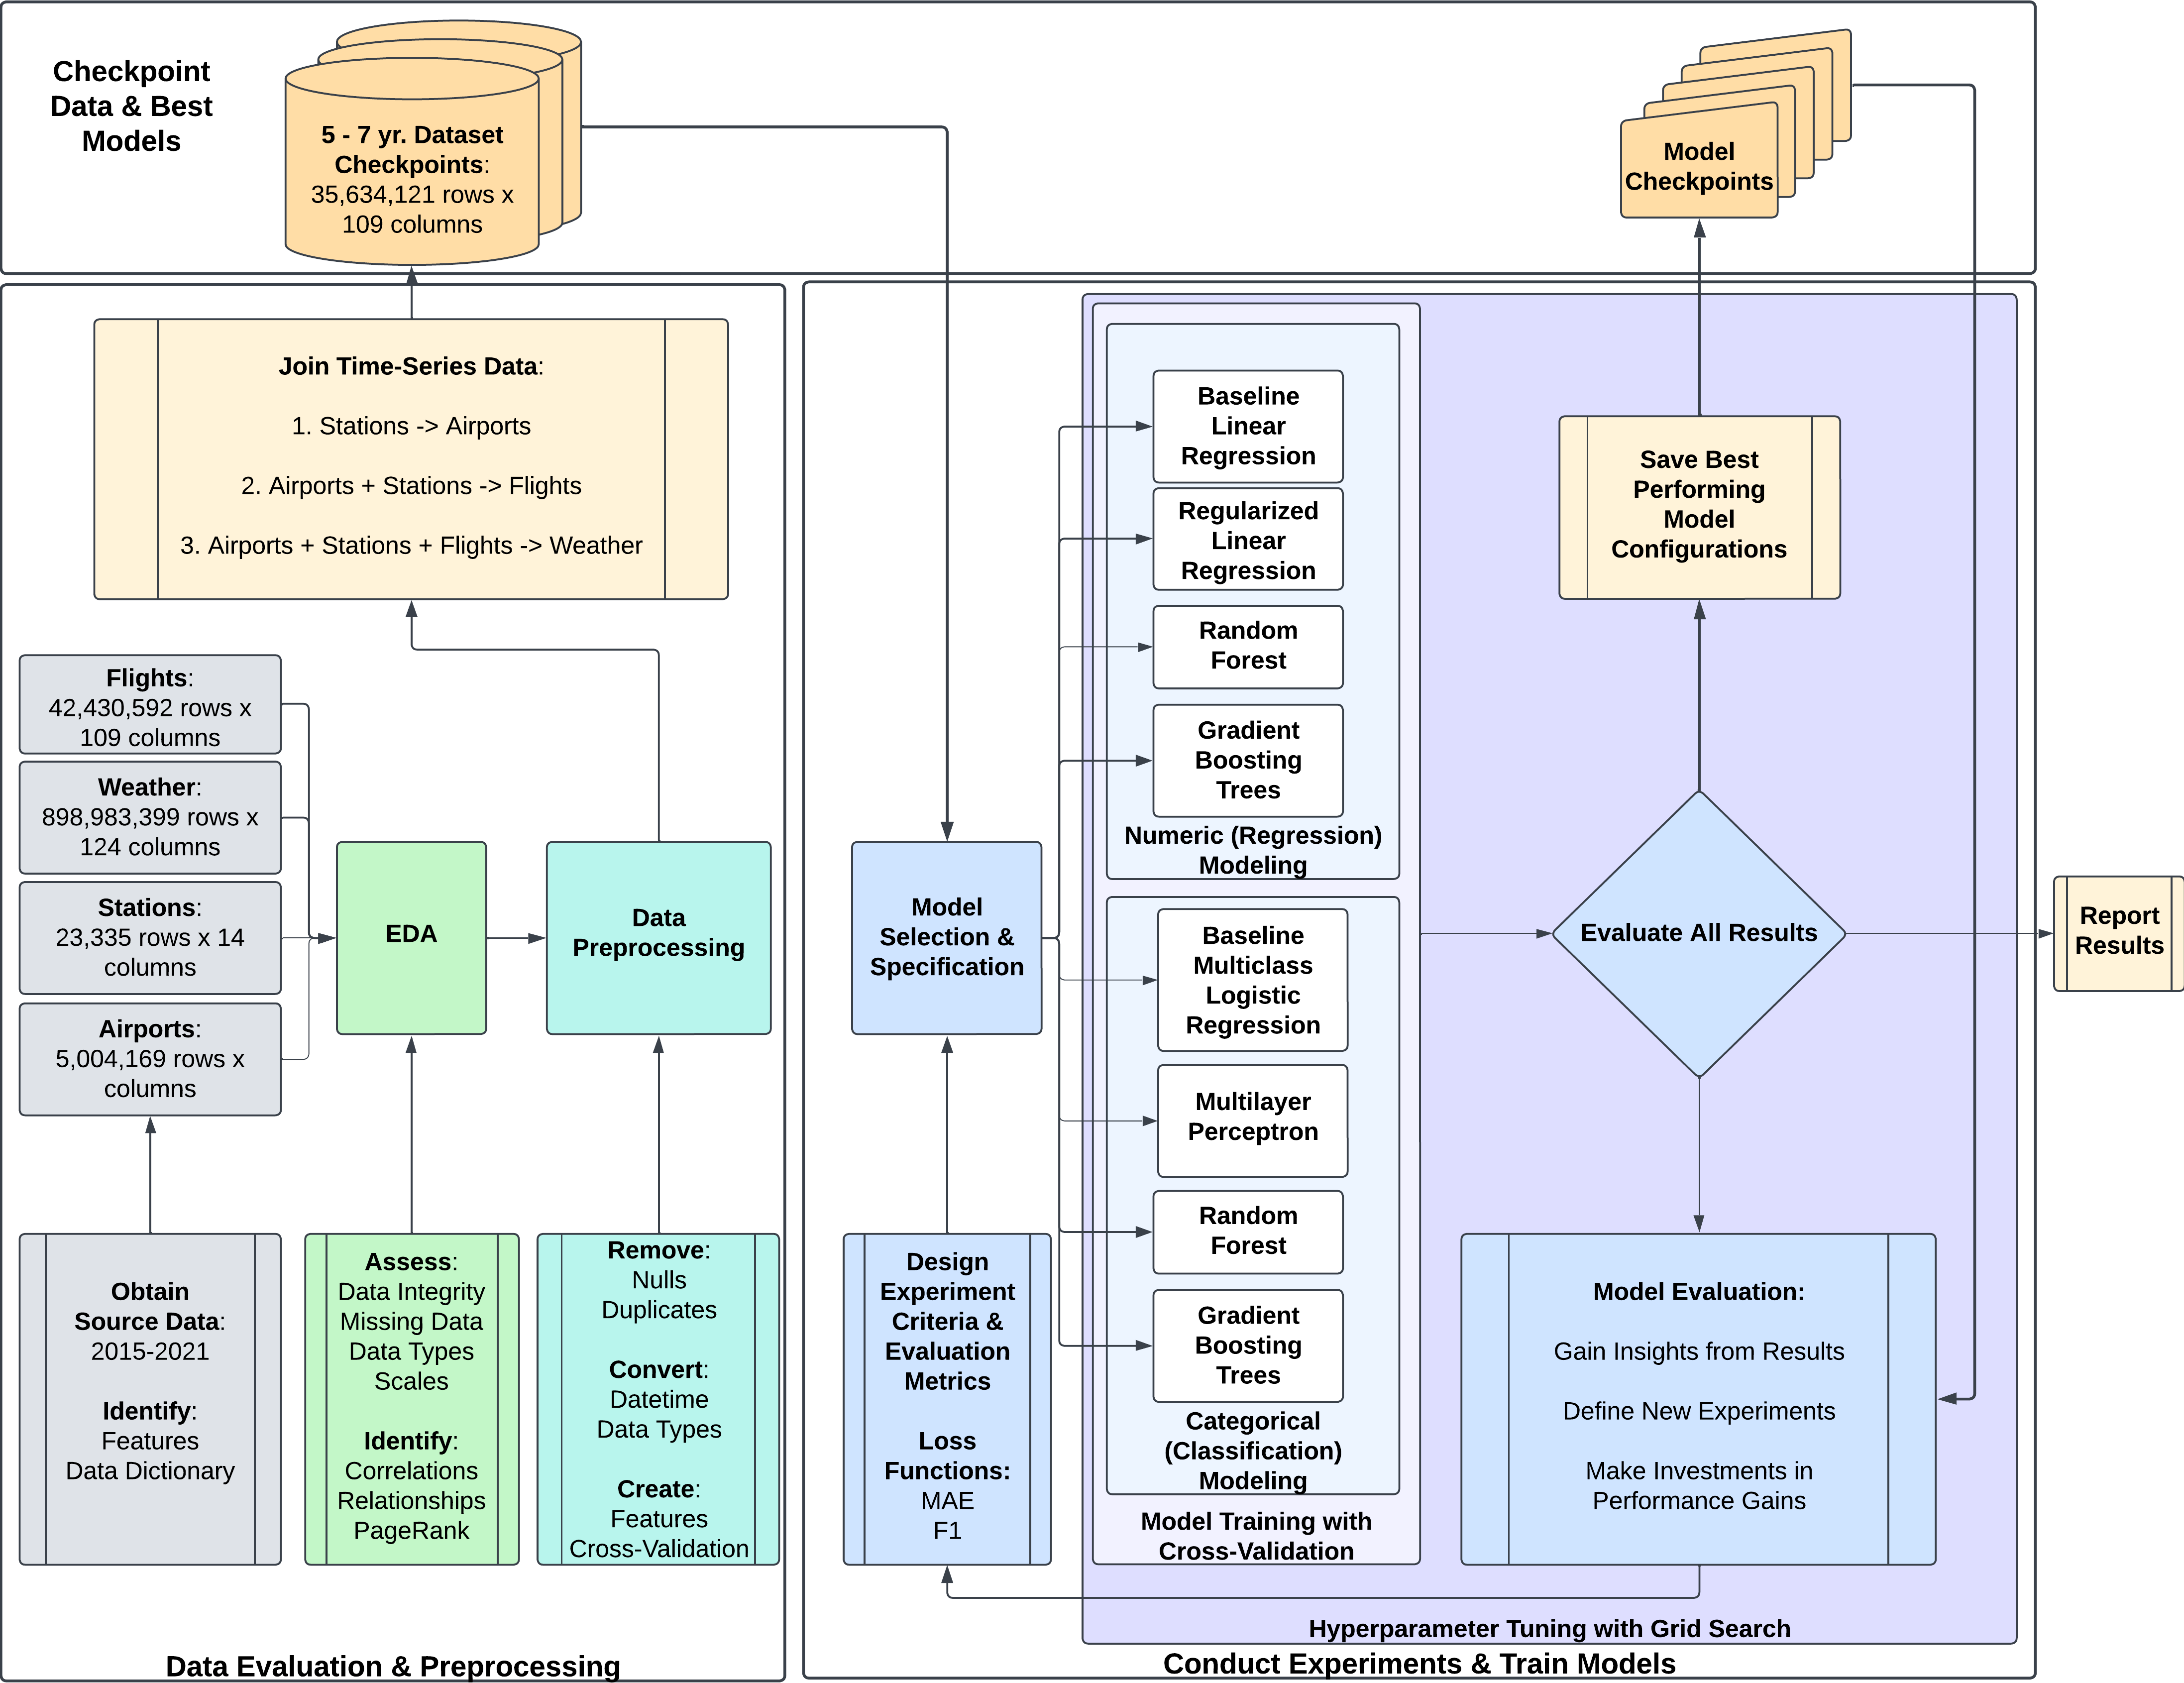 Checkpoint
Data & Best
Models
5 - 7 yr. Dataset
Checkpoints:
35,634,121 rows x
109 columns
Model
Checkpoints
Join Time-Series Data:
1. Stations -> Airports
2. Airports + Stations -> Flights
3. Airports + Stations + Flights -> Weather
Flights:
42,430,592 rows x
109 columns
Weather:
898,983,399 rows x
124 columns
Stations:
23,335 rows x 14
columns
Airports:
5,004,169 rows x
columns
EDA
Data
Preprocessing
Obtain
Source Data:
2015-2021
Identify:
Features
Data Dictionary
Assess:
Data Integrity
Missing Data
Data Types
Scales
Identify:
Correlations
Relationships
PageRank
Remove:
Nulls
Duplicates
Convert:
Datetime
Data Types
Create:
Features
Cross-Validation
Data Evaluation & Preprocessing
Model
Selection &
Specification
Design
Experiment
Criteria &
Evaluation
Metrics
Loss
Functions:
MAE
F1
Baseline
Linear
Regression
Regularized
Linear
Regression
Random
Forest
Gradient
Boosting
Trees
Numeric (Regression)
Modeling
Baseline
Multiclass
Logistic
Regression
Multilayer
Perceptron
Random
Forest
Gradient
Boosting
Trees
Categorical
(Classification)
Modeling
Model Training with
Cross-Validation
Save Best
Performing
Model
Configurations
Evaluate All Results
Model Evaluation:
Gain Insights from Results
Define New Experiments
Make Investments in
Performance Gains
Hyperparameter Tuning with Grid Search
Conduct Experiments & Train Models
Report
Results